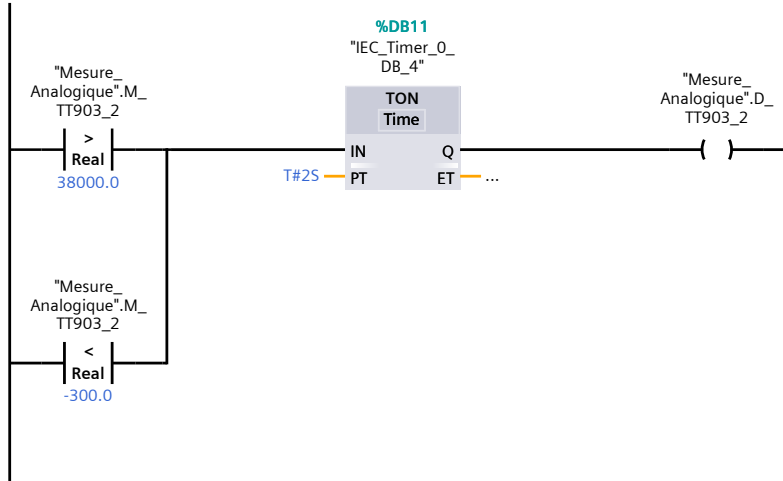 %DB11
"IEC_Timer_0_
DB_4"
"Mesure_
Analogique".M_
TT903_2
>
Real
38000.0
TON
Time
IN
Q
T#2S
PT
ET
...
"Mesure_
Analogique".D_
TT903_2
"Mesure_
Analogique".M_
TT903_2
<
Real
-300.0